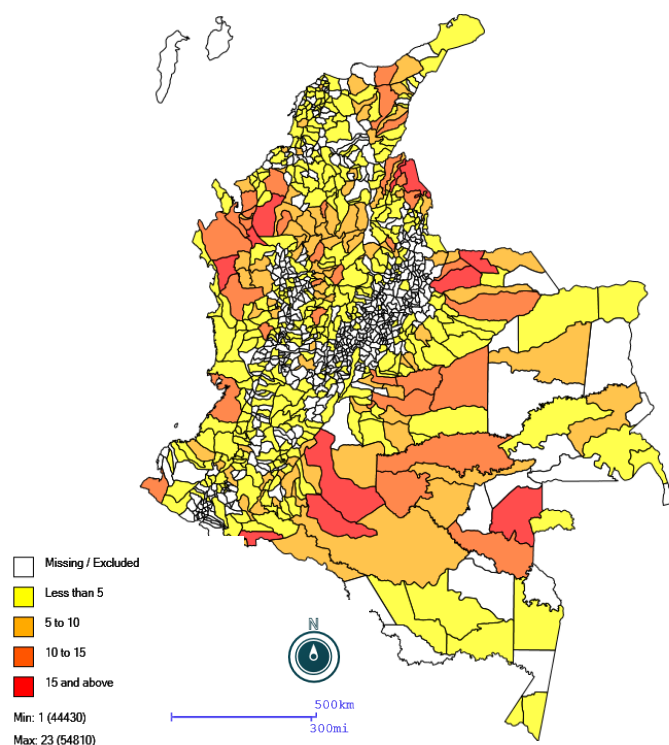 Missing / Excluded
Less than 5
5 to 10
10 to 15
15 and above
Min: 1 (44430)
Max: 23 (54810)
N
500km
300mi